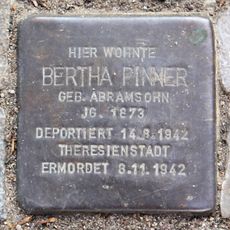 HIER WOHNTE
BERTHA PINNER
GEB. ABRAMSOHN
JG. 1873
DEPORTIERT 14.9.1942
THERESIENSTADT
ERMORDET 8.11.1942